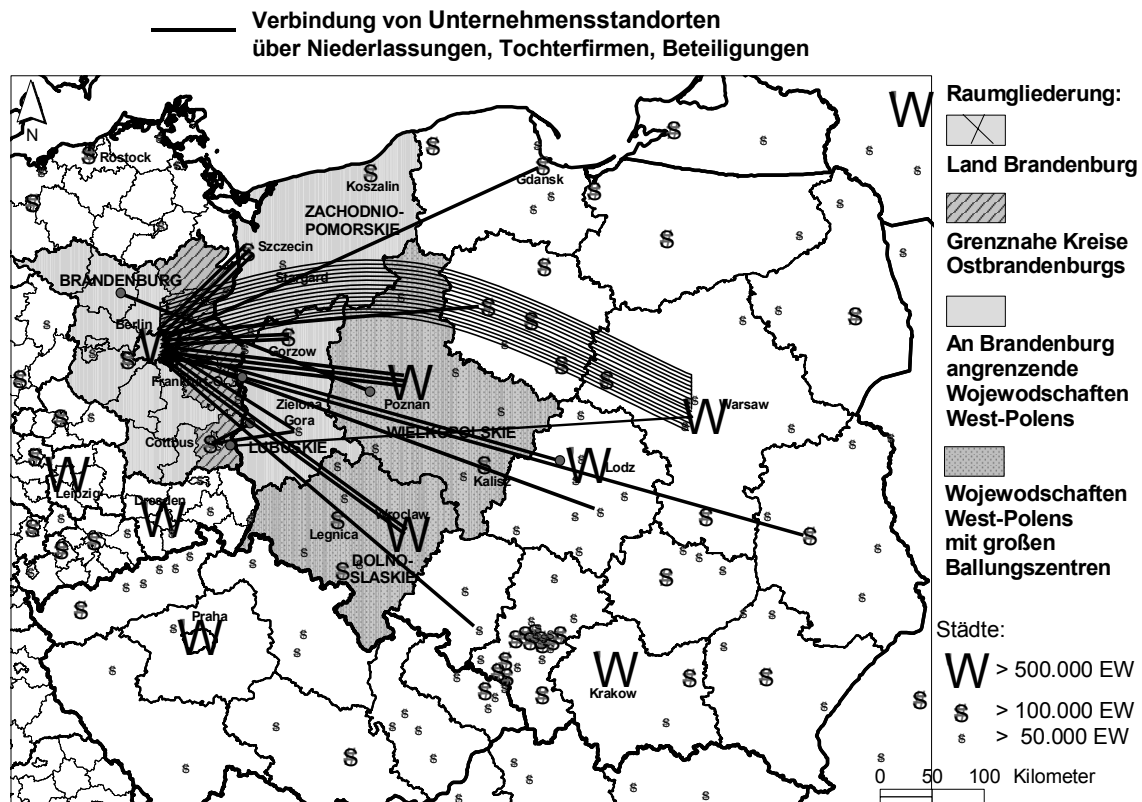 Verbindung von Unternehmensstandorten
über Niederlassungen, Tochterfirmen, Beteiligungen
N
Rostock
Koszalin
Gdansk
ZACHODNIO-
POMORSKIE
Szczecin
Stargard
BRANDENBURG
Berlin
Gorzow
Poznan
Warsaw
Zielona
Gora
WIELKOPOLSKIE
Cottbus
LUBUSKIE
Lodz
Leipzig
Kalisz
Dresden
Wroclaw
Legnica
DOLNO-
SLASKIE
Praha
Krakow
Raumgliederung:
Land Brandenburg
Grenznahe Kreise
Ostbrandenburgs
An Brandenburg
angrenzende
Wojewodschaften
West-Polens
Wojewodschaften
West-Polens
mit großen
Ballungszentren
Städte:
W > 500.000 EW
S > 100.000 EW
s > 50.000 EW
0 50 100 Kilometer